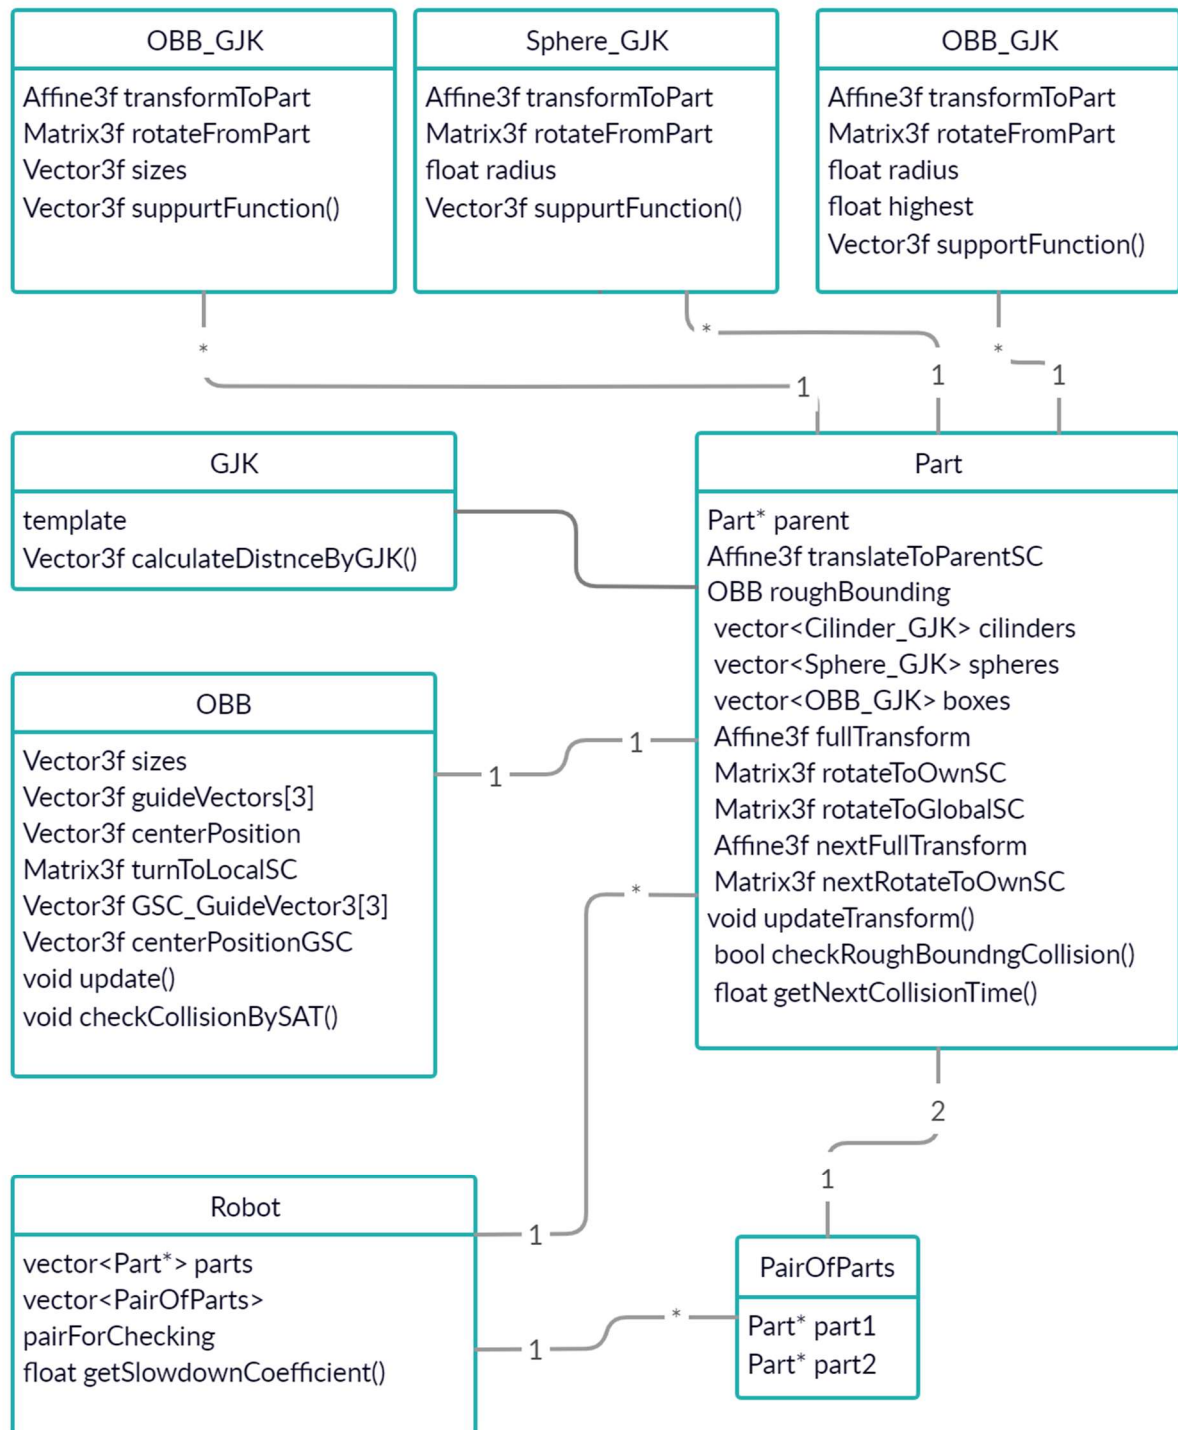 OBB_GJK
Affine3f transformToPart
Matrix3f rotateFromPart
Vector3f sizes
Vector3f suppurtFunction()
Sphere_GJK
Affine3f transformToPart
Matrix3f rotateFromPart
float radius
Vector3f suppurtFunction()
OBB_GJK
Affine3f transformToPart
Matrix3f rotateFromPart
float radius
float highest
Vector3f supportFunction()
*
1
*
1
*
1
GJK
template
Vector3f calculateDistnceByGJK()
Part
Part* parent
Affine3f translateToParentSC
OBB roughBounding
vector<Cilinder_GJK> cilinders
vector<Sphere_GJK> spheres
vector<OBB_GJK> boxes
Affine3f fullTransform
Matrix3f rotateToOwnSC
Matrix3f rotateToGlobalSC
Affine3f nextFullTransform
Matrix3f nextRotateToOwnSC
void updateTransform()
bool checkRoughBoundngCollision()
float getNextCollisionTime()
OBB
Vector3f sizes
Vector3f guideVectors[3]
Vector3f centerPosition
Matrix3f turnToLocalSC
Vector3f GSC_GuideVector3[3]
Vector3f centerPositionGSC
void update()
void checkCollisionBySAT()
1
1
*
1
2
1
Robot
vector<Part*> parts
vector<PairOfParts>
pairForChecking
float getSlowdownCoefficient()
1
*
PairOfParts
Part* part1
Part* part2